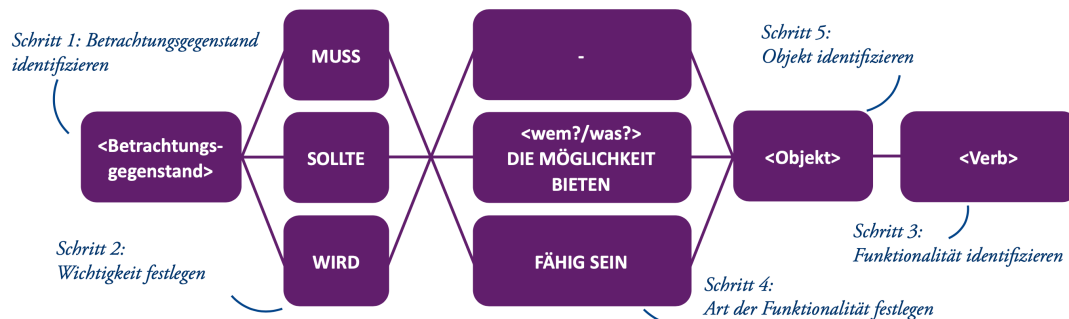 Schritt 1: Betrachtungsgegenstand
identifizieren
<Betrachtungs-
gegenstand>
Schritt 2:
Wichtigkeit festlegen
MUSS
SOLLTE
WIRD
-
<wem?/was?>
DIE MÖGLICHKEIT
BIETEN
FÄHIG SEIN
Schritt 4:
Art der Funktionalität festlegen
Schritt 5:
Objekt identifizieren
<Objekt>
<Verb>
Schritt 3:
Funktionalität identifizieren